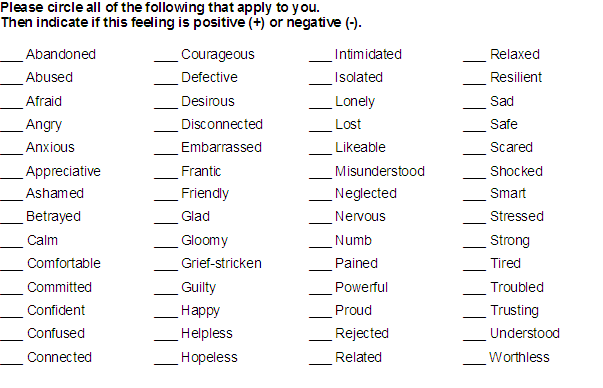 Please circle all of the following that apply to you.
Then indicate if this feeling is positive (+) or negative (-).
___ Abandoned ___ Courageous ___ Intimidated ___ Relaxed
___ Abused ___ Defective ___ Isolated ___ Resilient
___ Afraid ___ Desirous ___ Lonely ___ Sad
___ Angry ___ Disconnected ___ Lost ___ Safe
___ Anxious ___ Embarrassed ___ Likeable ___ Scared
___ Appreciative ___ Frantic ___ Misunderstood ___ Shocked
___ Ashamed ___ Friendly ___ Neglected ___ Smart
___ Betrayed ___ Glad ___ Nervous ___ Stressed
___ Calm ___ Gloomy ___ Numb ___ Strong
___ Comfortable ___ Grief-stricken ___ Pained ___ Tired
___ Committed ___ Guilty ___ Powerful ___ Troubled
___ Confident ___ Happy ___ Proud ___ Trusting
___ Confused ___ Helpless ___ Rejected ___ Understood
___ Connected ___ Hopeless ___ Related ___ Worthless